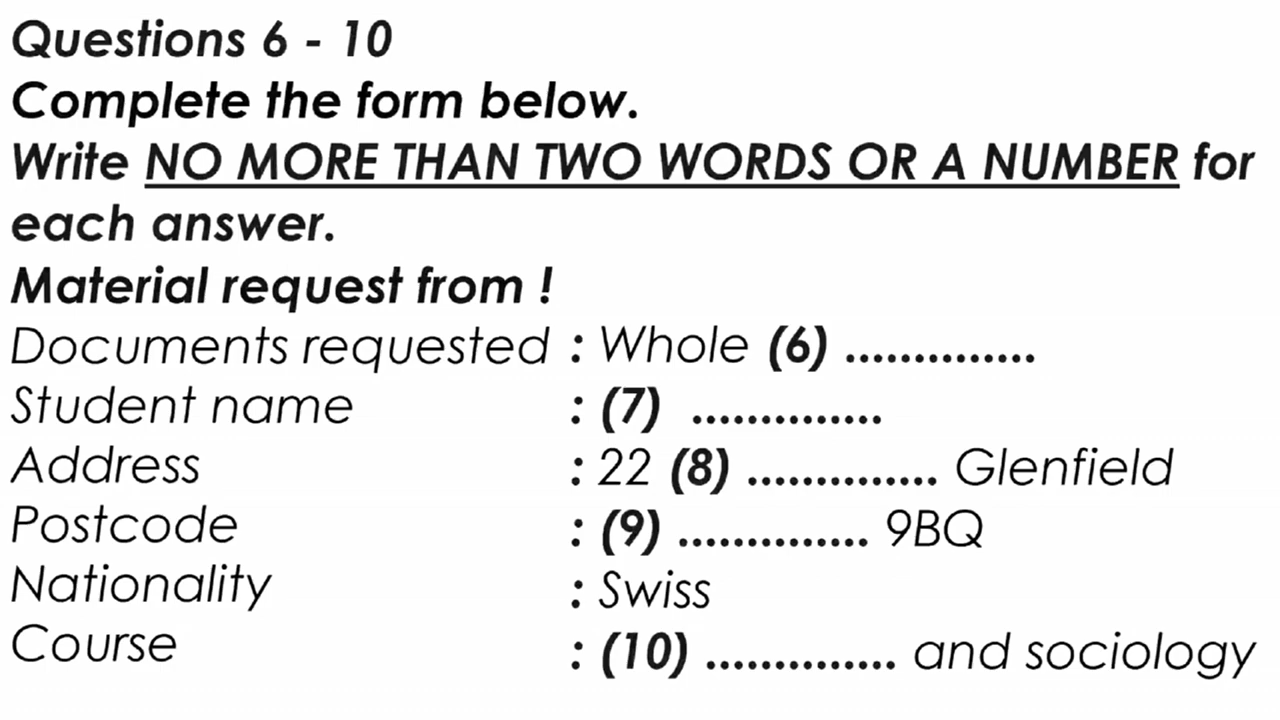 Questions 6 - 10
Complete the form below.
Write NO MORE THAN TWO WORDS OR A NUMBER for
each answer.
Material request from !
Documents requested : Whole (6) ..............
Student name : (7) ..............
Address : 22 (8) .............. Glenfield
Postcode : (9) .............. 9BQ
Nationality : Swiss
Course : (10) .............. and sociology